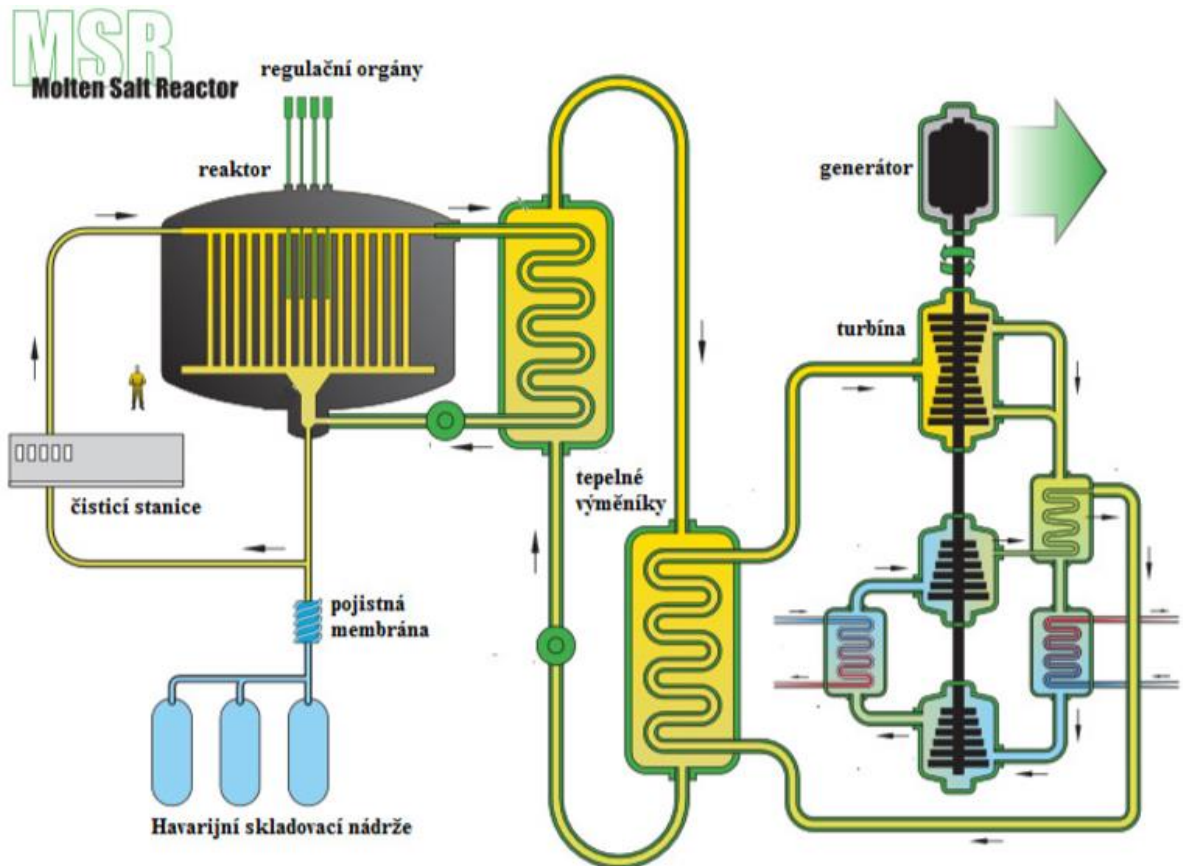 MSR
Molten Salt Reactor
regulační orgány
reaktor
generátor
turbína
tepelné
výměníky
čisticí stanice
pojistná
membrána
Havarijní skladovací nádrže